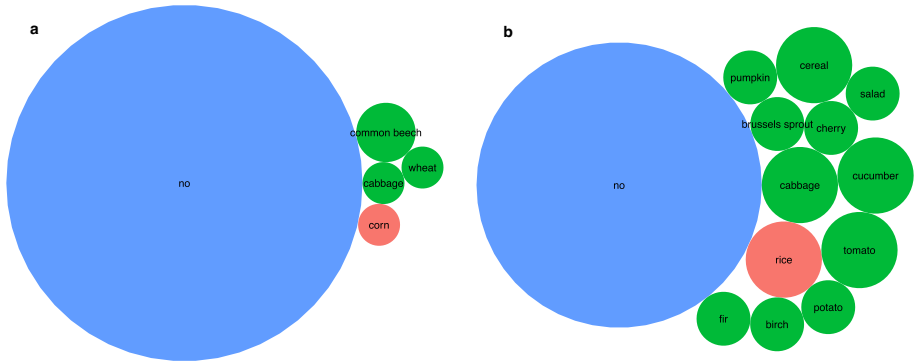 a
common beech
wheat
no
cabbage
corn
b
cereal
pumpkin
salad
brussels sprout
cherry
cucumber
no
cabbage
tomato
rice
potato
fir
birch